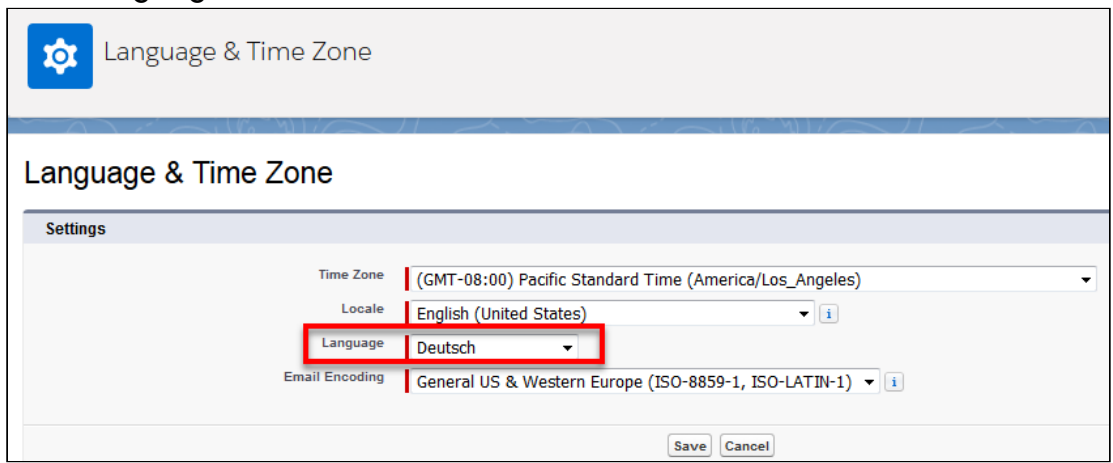 Language & Time Zone
Language & Time Zone
Settings
Time Zone (GMT-08:00) Pacific Standard Time (America/Los_Angeles)
Locale English (United States) i
Language Deutsch
Email Encoding General US & Western Europe (ISO-8859-1, ISO-LATIN-1) i
Save Cancel